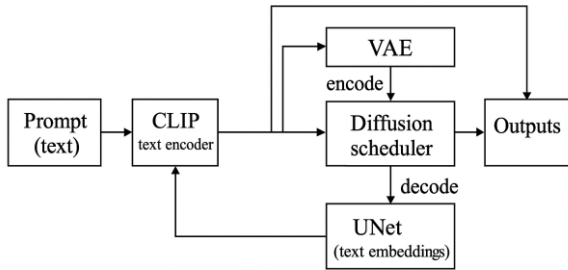 VAE
encode
Prompt
(text)
CLIP
text encoder
Diffusion
scheduler
Outputs
decode
UNet
(text embeddings)